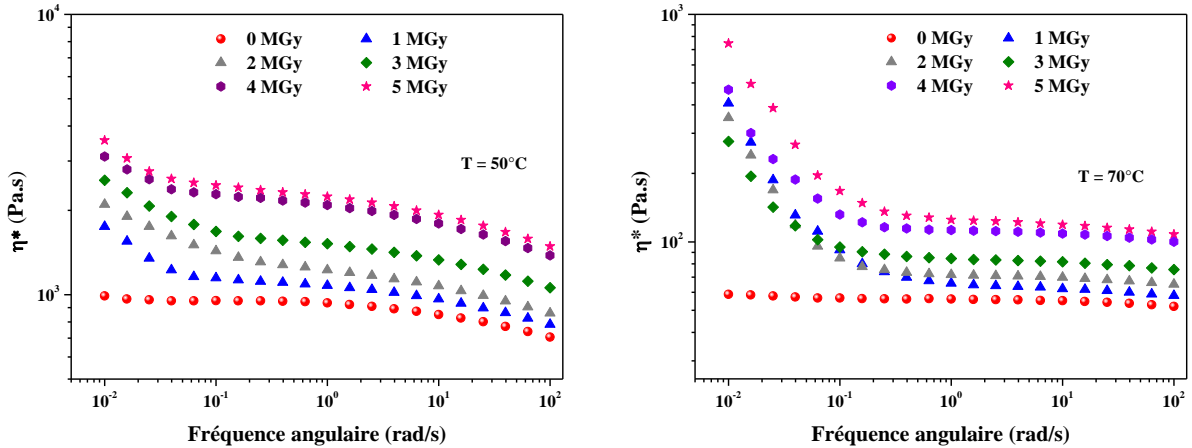 10⁴
0 MGy 1 MGy
2 MGy 3 MGy
4 MGy 5 MGy
T = 50°C
η* (Pa.s)
10³
10⁻² 10⁻¹ 10⁰ 10¹ 10²
Fréquence angulaire (rad/s)
10³
0 MGy 1 MGy
2 MGy 3 MGy
4 MGy 5 MGy
T = 70°C
η* (Pa.s)
10²
10⁻² 10⁻¹ 10⁰ 10¹ 10²
Fréquence angulaire (rad/s)